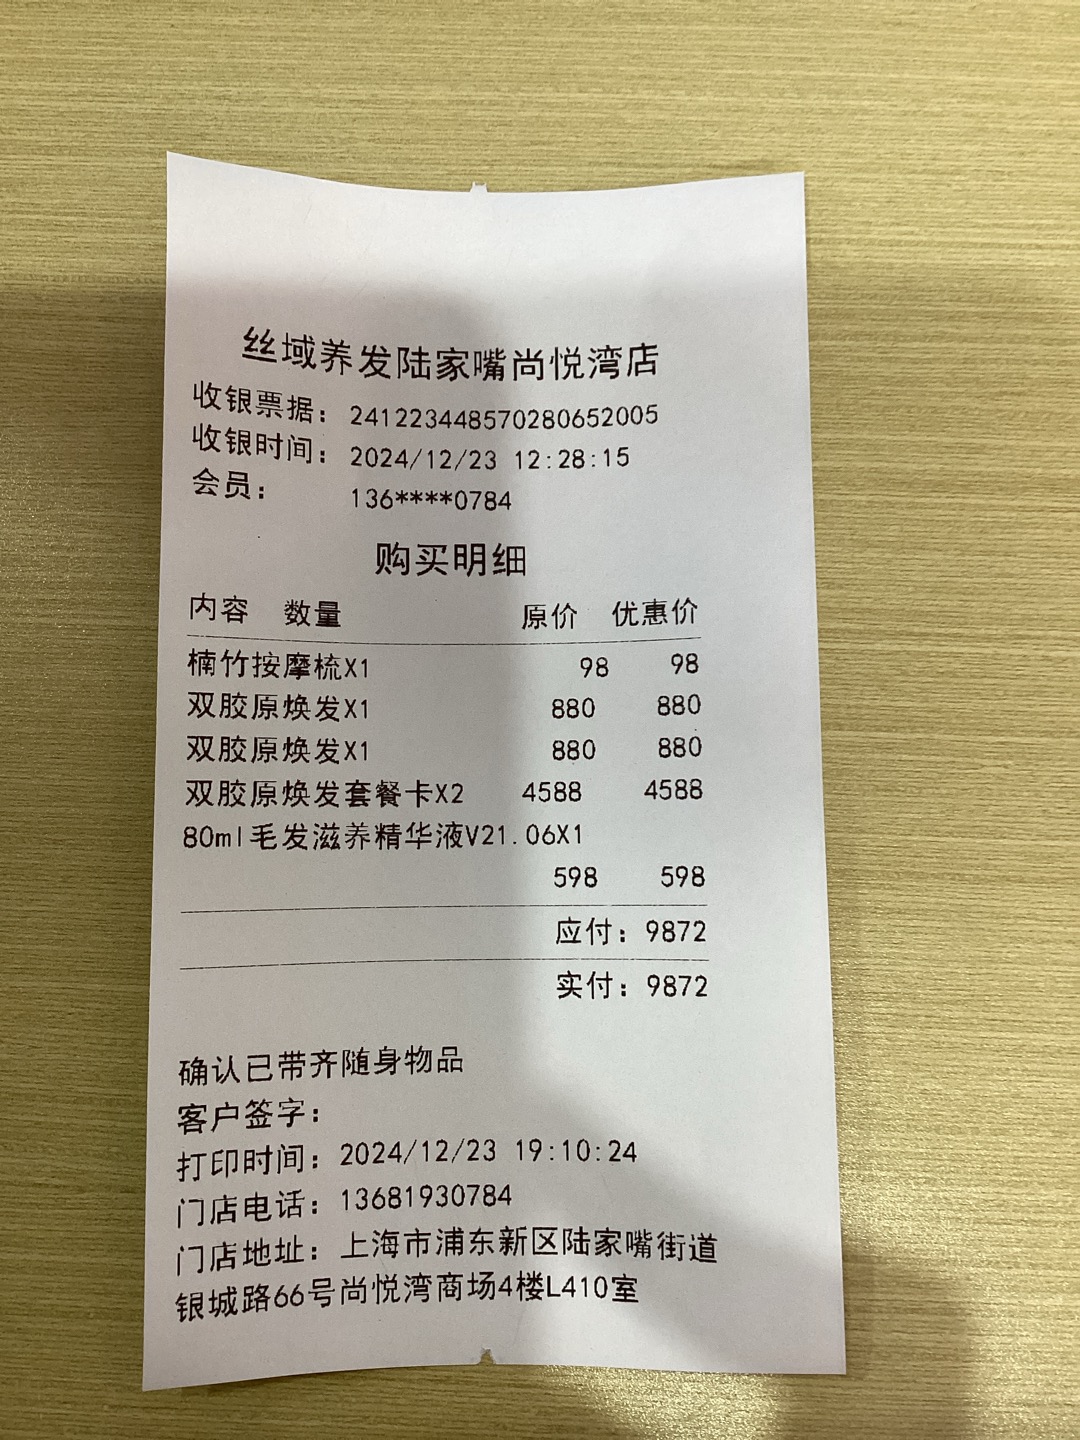 丝域养发陆家嘴尚悦湾店
收银票据：241223448570280652005
收银时间：2024/12/23 12:28:15
会员：136****0784
购买明细
内容 数量 原价 优惠价
楠竹按摩梳X1 98 98
双胶原焕发X1 880 880
双胶原焕发X1 880 880
双胶原焕发套餐卡X2 4588 4588
80ml毛发滋养精华液V21.06X1
598 598
应付：9872
实付：9872
确认已带齐随身物品
客户签字：
打印时间：2024/12/23 19:10:24
门店电话：13681930784
门店地址：上海市浦东新区陆家嘴街道
银城路66号尚悦湾商场4楼L410室